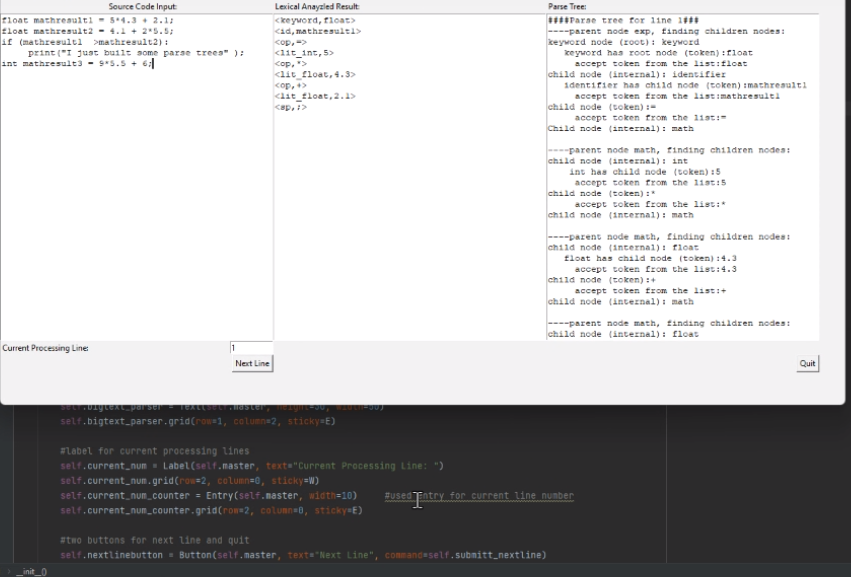 Source Code Input:
float mathresult1 = 5*4.3 + 2.1;
float mathresult2 = 4.1 + 2*5.5;
if (mathresult1  >mathresult2):
    print("I just built some parse trees" );
int mathresult3 = 9*5.5 + 6;
Current Processing Line:
1
Next Line
Lexical Anayzled Result:
<keyword,float>
<id,mathresult1>
<op,=>
<lit_int,5>
<op,*>
<lit_float,4.3>
<op,+>
<lit_float,2.1>
<sp,;>
Parse Tree:
####Parse tree for line 1###
----parent node exp, finding children nodes:
keyword node (root): keyword
   keyword has root node (token):float
     accept token from the list:float
child node (internal): identifier
   identifier has child node (token):mathresult1
     accept token from the list:mathresult1
child node (token):=
     accept token from the list:=
Child node (internal): math
----parent node math, finding children nodes:
child node (internal): int
    int has child node (token):5
     accept token from the list:5
child node (token):*
     accept token from the list:*
child node (internal): math
----parent node math, finding children nodes:
child node (internal): float
   float has child node (token):4.3
     accept token from the list:4.3
child node (token):+
     accept token from the list:+
child node (internal): math
----parent node math, finding children nodes:
child node (internal): float
Quit
self.bigtext_parser = Text(self.master, height=30, width=50)
self.bigtext_parser.grid(row=1, column=2, sticky=E)
#label for current processing lines
self.current_num = Label(self.master, text="Current Processing Line: ")
self.current_num.grid(row=2, column=0, sticky=W)
self.current_num_counter = Entry(self.master, width=10)    #used Entry for current line number
self.current_num_counter.grid(row=2, column=0, sticky=E)
#two buttons for next line and quit
self.nextlinebutton = Button(self.master, text="Next Line", command=self.submitt_nextline)
__init__()